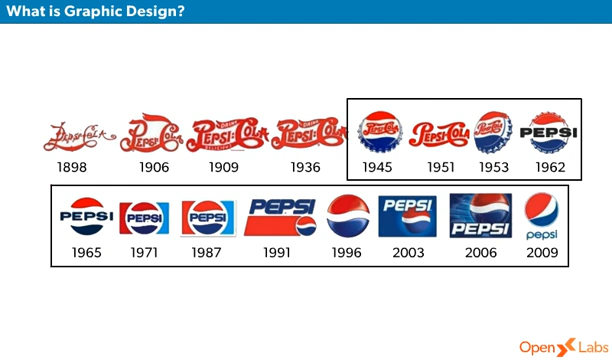 What is Graphic Design?
Pepsi-Cola Pepsi-Cola Pepsi:Cola Pepsi:Cola Pepsi-Cola Pepsi-Cola Pepsi-Cola PEPSI
1898 1906 1909 1936 1945 1951 1953 1962
PEPSI PEPSI PEPSI PEPSI PEPSI PEPSI pepsi
1965 1971 1987 1991 1996 2003 2006 2009
OpenX Labs